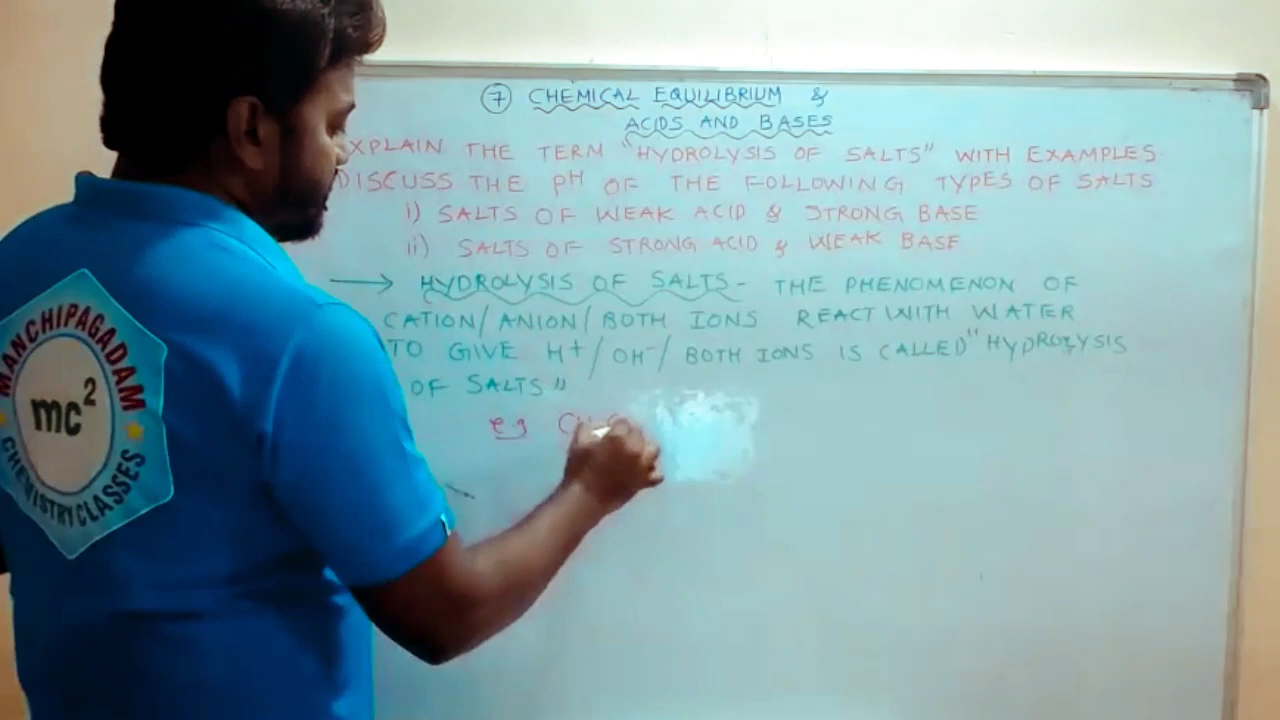 ⑦ CHEMICAL EQUILIBRIUM &
ACIDS AND BASES
XPLAIN THE TERM "HYDROLYSIS OF SALTS" WITH EXAMPLES.
DISCUSS THE PH OF THE FOLLOWING TYPES OF SALTS
i) SALTS OF WEAK ACID & STRONG BASE
ii) SALTS OF STRONG ACID & WEAK BASE
→ HYDROLYSIS OF SALTS - THE PHENOMENON OF
CATION/ANION/BOTH IONS REACT WITH WATER
TO GIVE H+/OH-/BOTH IONS IS CALLED "HYDROLYSIS
OF SALTS"
e.g
MANCHIPAGADAM
mc²
CHEMISTRY CLASSES